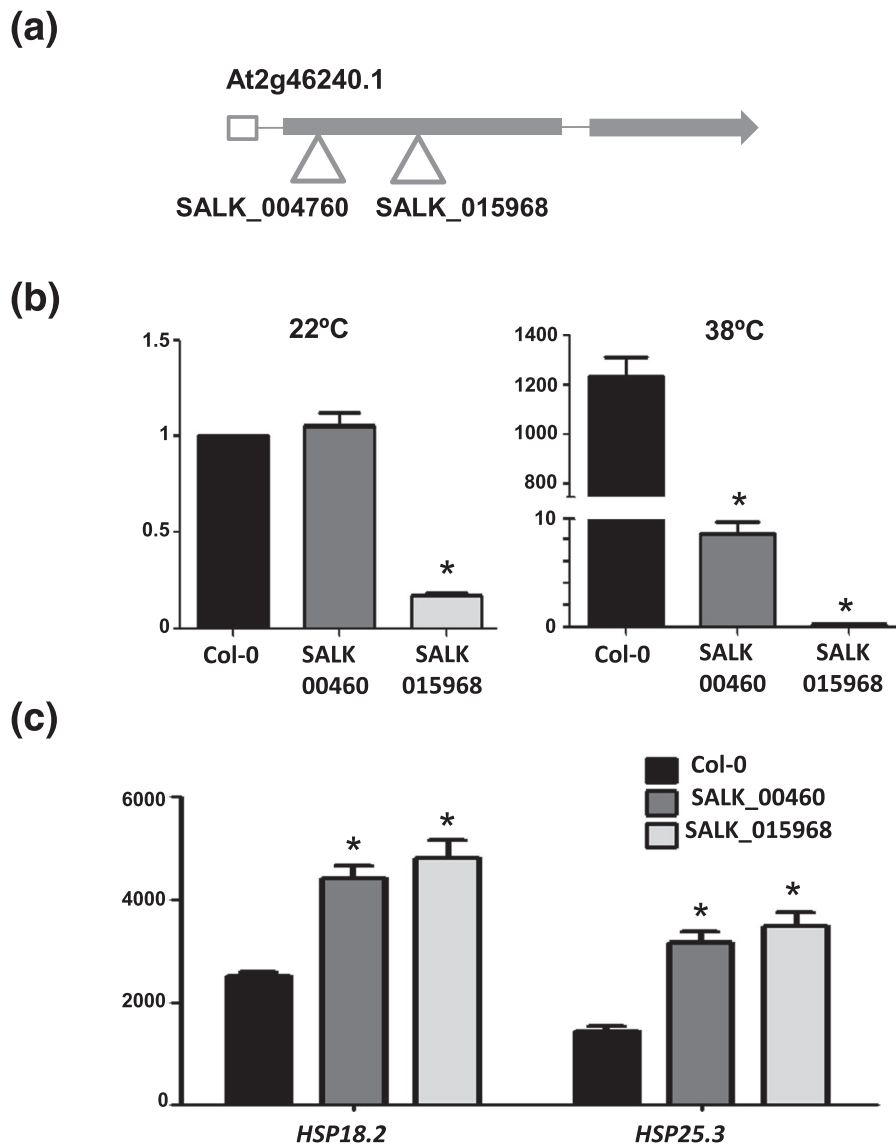 (a)
At2g46240.1
SALK_004760 SALK_015968
(b)
22ºC
1.5
1
0.5
0
Col-0 SALK 00460 SALK 015968
38ºC
1400
1200
1000
800
10
0
*
*
*
Col-0 SALK 00460 SALK 015968
(c)
Col-0
SALK_00460
SALK_015968
6000
4000
2000
0
*
*
*
*
HSP18.2 HSP25.3